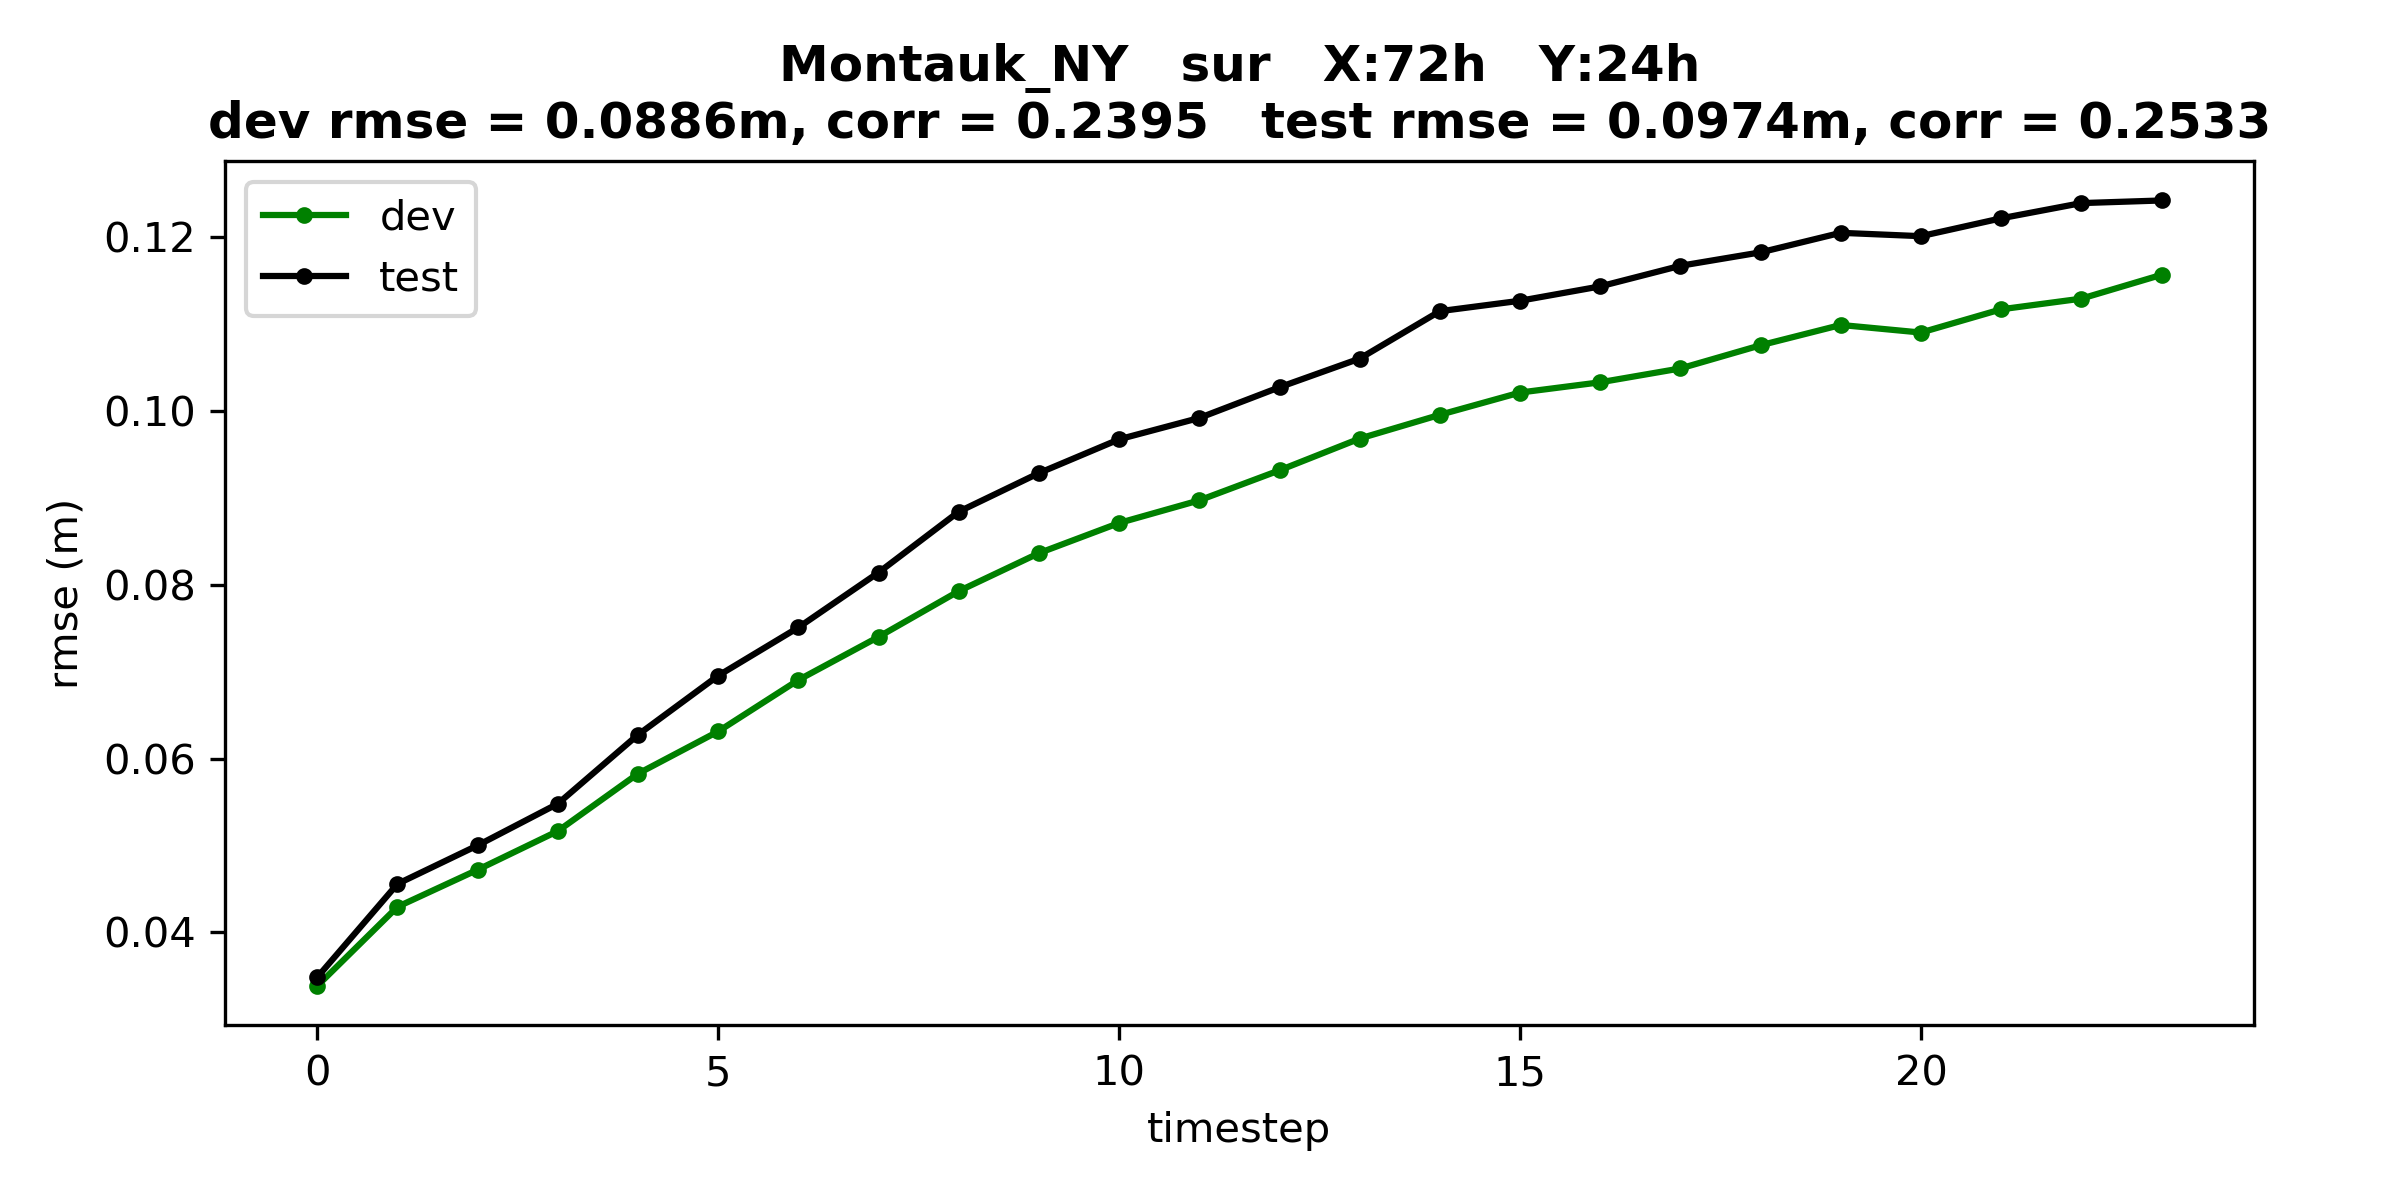 Montauk_NY   sur   X:72h   Y:24h
dev rmse = 0.0886m, corr = 0.2395   test rmse = 0.0974m, corr = 0.2533
dev
test
0.12
0.10
0.08
0.06
0.04
rmse (m)
0 5 10 15 20
timestep